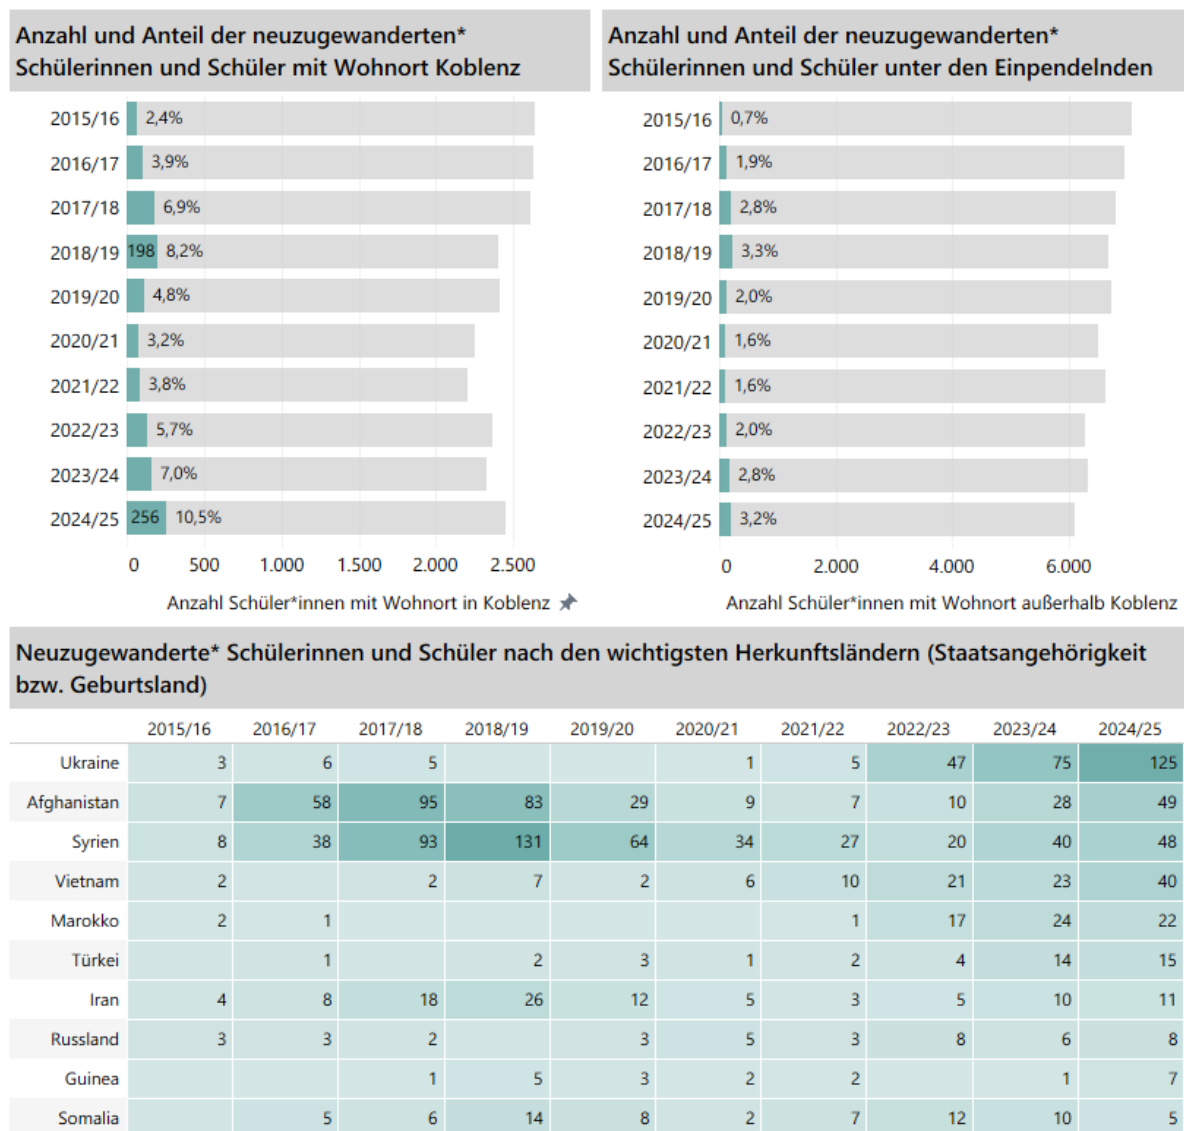 Anzahl und Anteil der neuzugewanderten*
Schülerinnen und Schüler mit Wohnort Koblenz
2015/16 2,4%
2016/17 3,9%
2017/18 6,9%
2018/19 198 8,2%
2019/20 4,8%
2020/21 3,2%
2021/22 3,8%
2022/23 5,7%
2023/24 7,0%
2024/25 256 10,5%
0 500 1.000 1.500 2.000 2.500
Anzahl Schüler*innen mit Wohnort in Koblenz
Anzahl und Anteil der neuzugewanderten*
Schülerinnen und Schüler unter den Einpendelnden
2015/16 0,7%
2016/17 1,9%
2017/18 2,8%
2018/19 3,3%
2019/20 2,0%
2020/21 1,6%
2021/22 1,6%
2022/23 2,0%
2023/24 2,8%
2024/25 3,2%
0 2.000 4.000 6.000
Anzahl Schüler*innen mit Wohnort außerhalb Koblenz
Neuzugewanderte* Schülerinnen und Schüler nach den wichtigsten Herkunftsländern (Staatsangehörigkeit
bzw. Geburtsland)
2015/16 2016/17 2017/18 2018/19 2019/20 2020/21 2021/22 2022/23 2023/24 2024/25
Ukraine 3 6 5 1 5 47 75 125
Afghanistan 7 58 95 83 29 9 7 10 28 49
Syrien 8 38 93 131 64 34 27 20 40 48
Vietnam 2 2 7 2 6 10 21 23 40
Marokko 2 1 1 17 24 22
Türkei 1 2 3 1 2 4 14 15
Iran 4 8 18 26 12 5 3 5 10 11
Russland 3 3 2 3 5 3 8 6 8
Guinea 1 5 3 2 2 1 7
Somalia 5 6 14 8 2 7 12 10 5